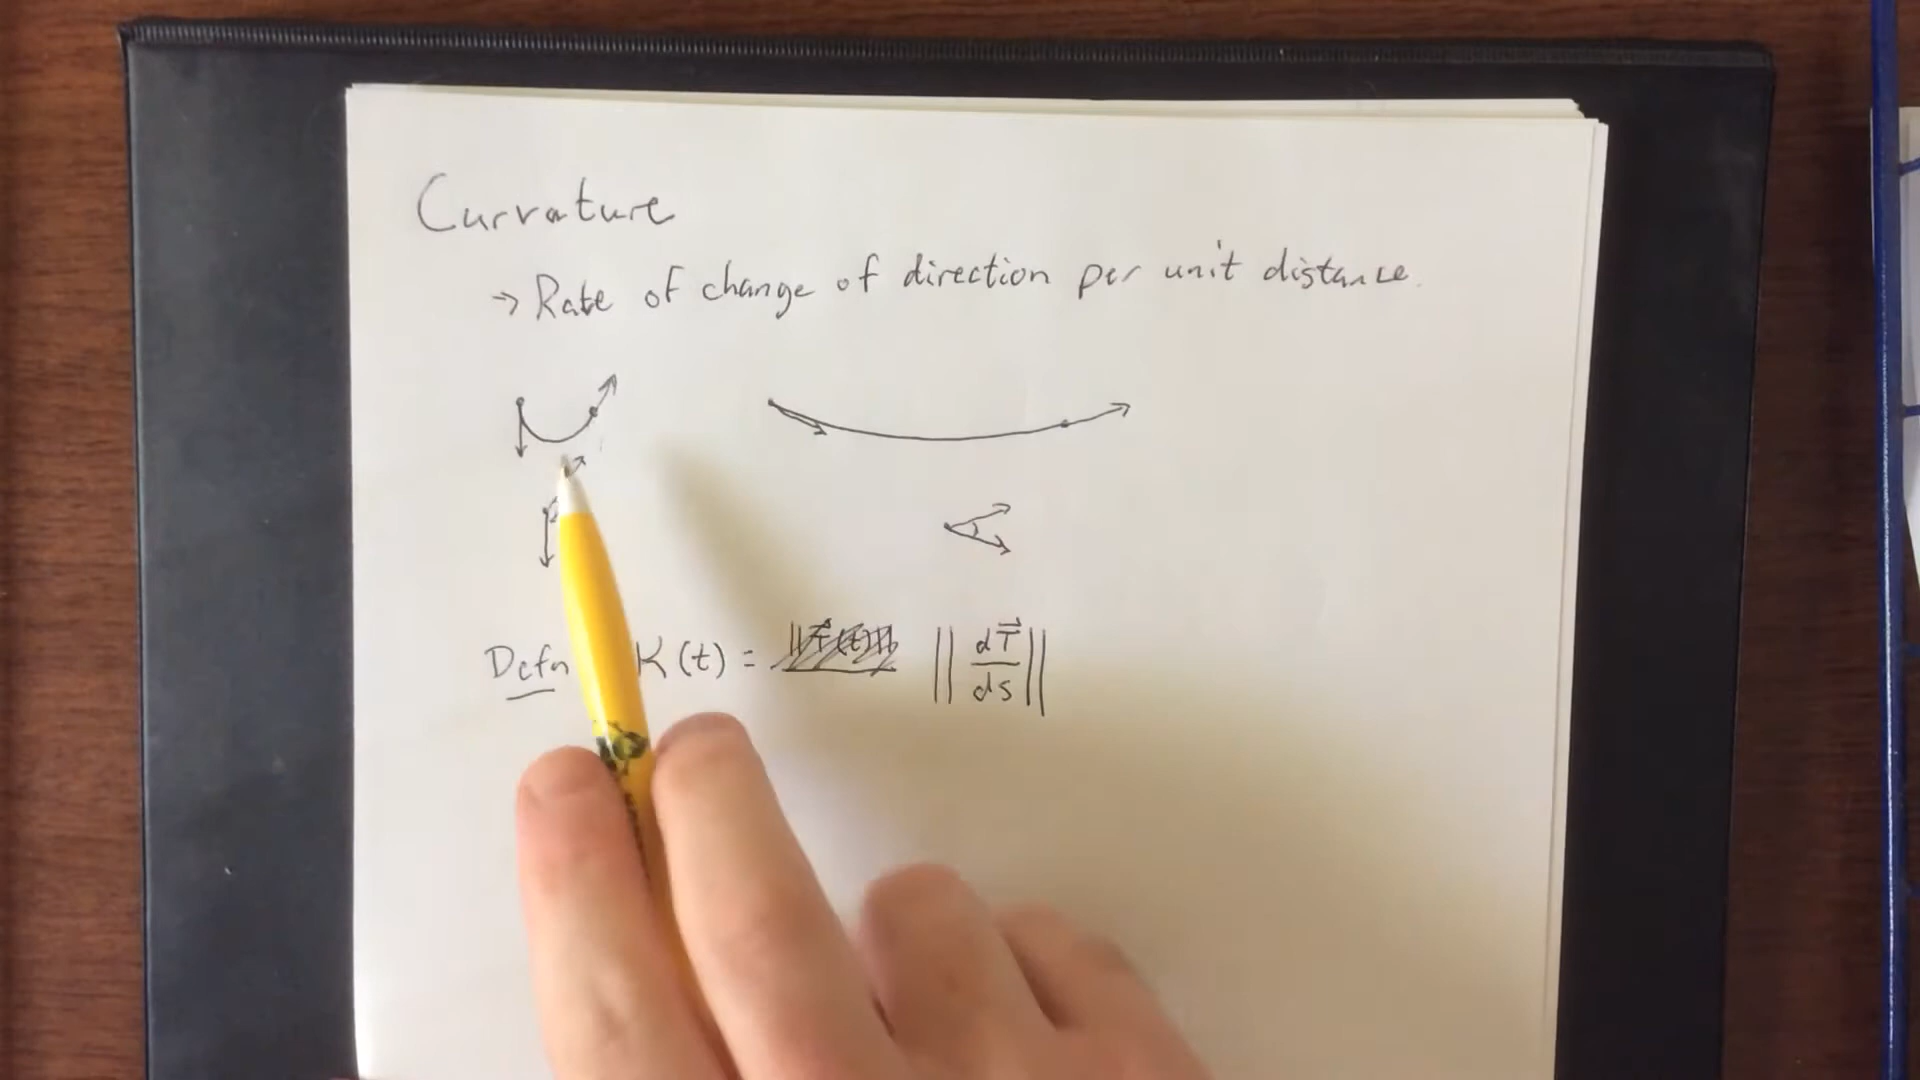 Curvature
→ Rate of change of direction per unit distance.
Defn K(t) = || dT⃗/ds ||